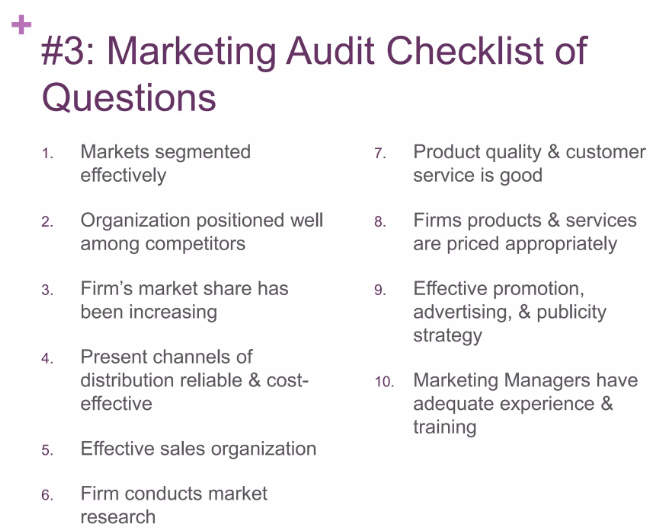 +
#3: Marketing Audit Checklist of
Questions
1. Markets segmented
effectively
2. Organization positioned well
among competitors
3. Firm's market share has
been increasing
4. Present channels of
distribution reliable & cost-
effective
5. Effective sales organization
6. Firm conducts market
research
7. Product quality & customer
service is good
8. Firms products & services
are priced appropriately
9. Effective promotion,
advertising, & publicity
strategy
10. Marketing Managers have
adequate experience &
training